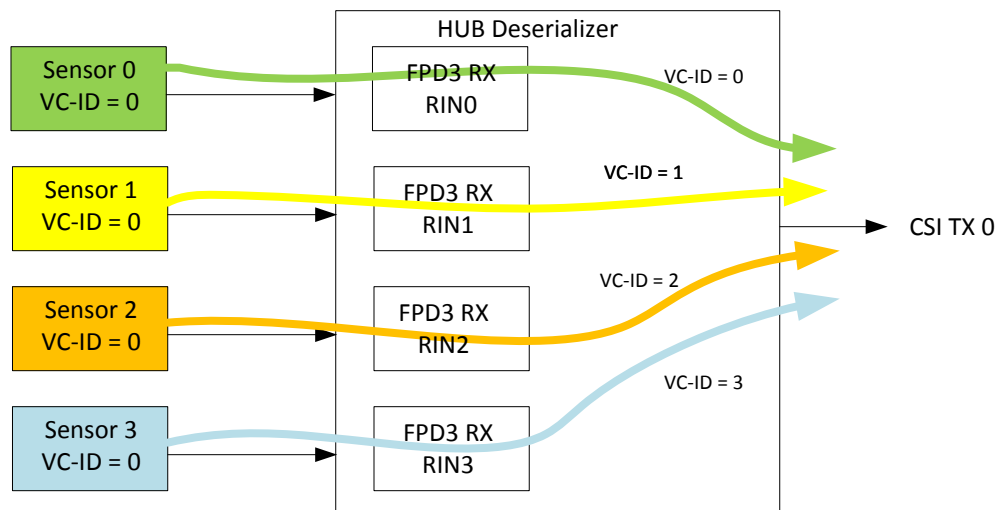 HUB Deserializer
Sensor 0
VC-ID = 0
FPD3 RX
RIN0
VC-ID = 0
Sensor 1
VC-ID = 0
FPD3 RX
RIN1
VC-ID = 1
CSI TX 0
Sensor 2
VC-ID = 0
FPD3 RX
RIN2
VC-ID = 2
Sensor 3
VC-ID = 0
FPD3 RX
RIN3
VC-ID = 3